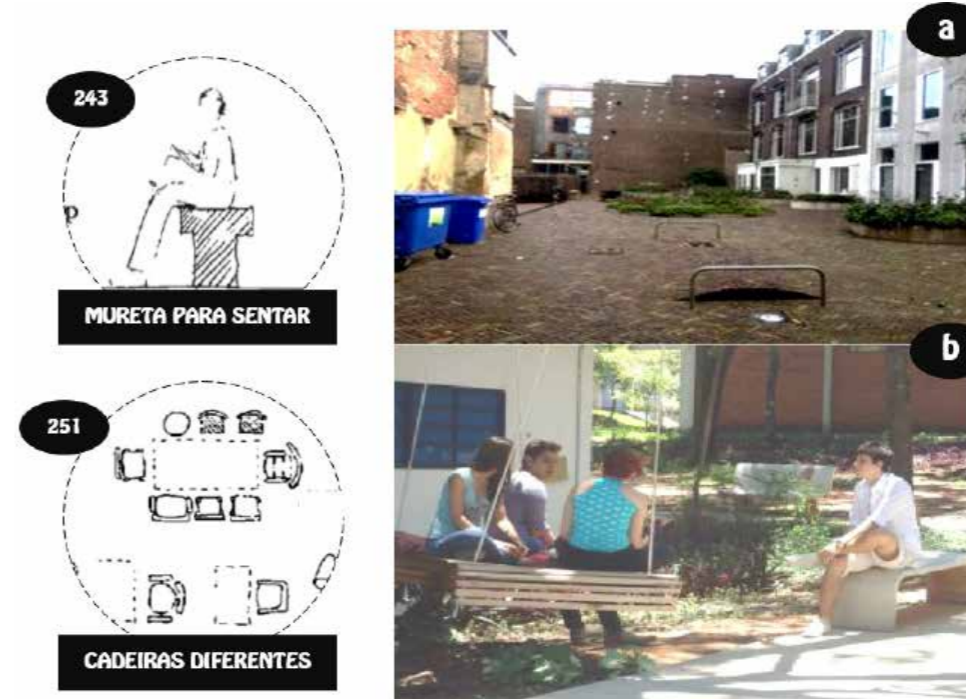 243
MURETA PARA SENTAR
251
CADEIRAS DIFERENTES
a
b